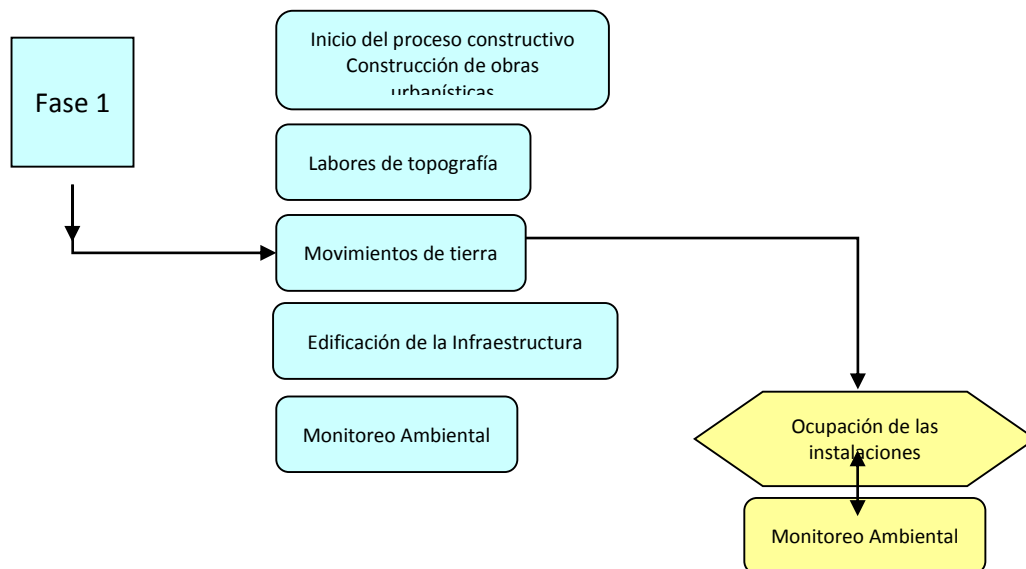 Fase 1
Inicio del proceso constructivo
Construcción de obras
urbanísticas
Labores de topografía
Movimientos de tierra
Edificación de la Infraestructura
Monitoreo Ambiental
Ocupación de las
instalaciones
Monitoreo Ambiental